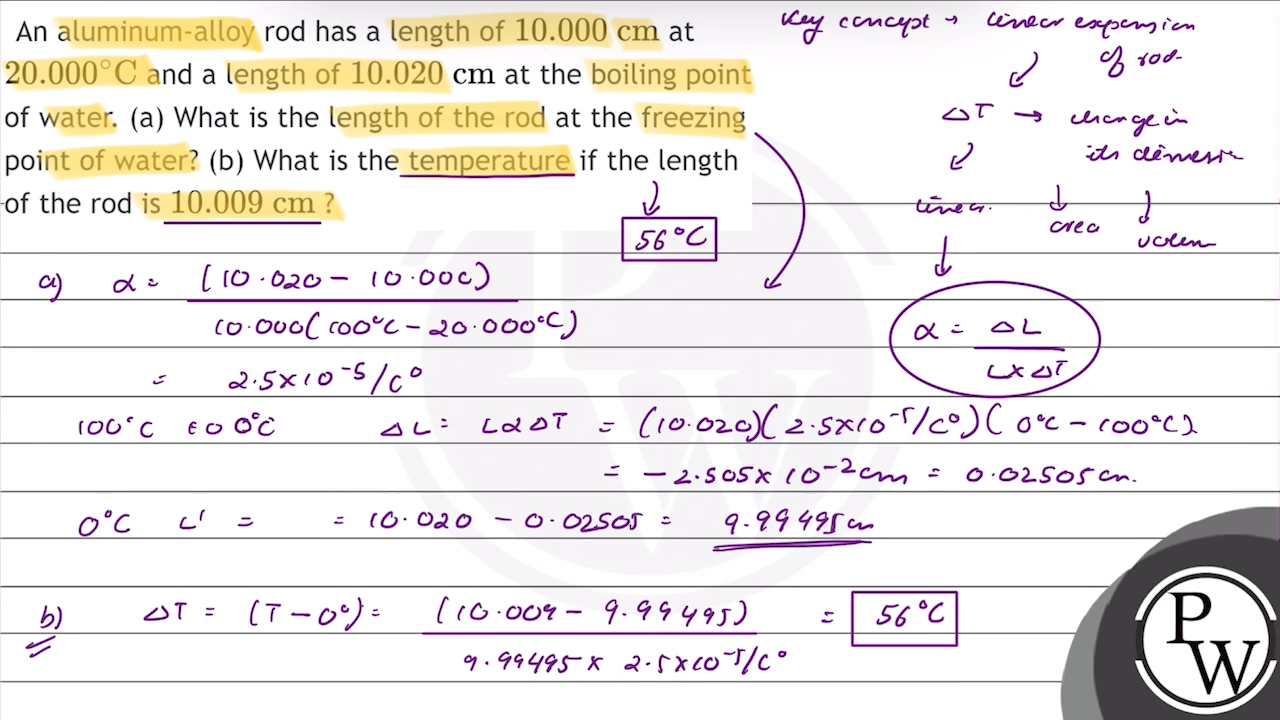 An aluminum-alloy rod has a length of 10.000 cm at
20.000°C and a length of 10.020 cm at the boiling point
of water. (a) What is the length of the rod at the freezing
point of water? (b) What is the temperature if the length
of the rod is 10.009 cm ?
56°C
Key concept → linear expansion
of rod
ΔT → change in
its
linear. area
α = ΔL
L×ΔT
a) α = (10.020 - 10.000)
10.000(100°C - 20.000°C)
= 2.5×10⁻⁵/C°
100°C to 0°C ΔL = LαΔT = (10.020)(2.5×10⁻⁵/C°)(0°C - 100°C)
= -2.505×10⁻²cm = 0.02505cm.
0°C L' = = 10.020 - 0.02505 = 9.99495cm
b) ΔT = (T-0°) = (10.009 - 9.99495) = 56°C
9.99495 × 2.5×10⁻⁵/C°
PW